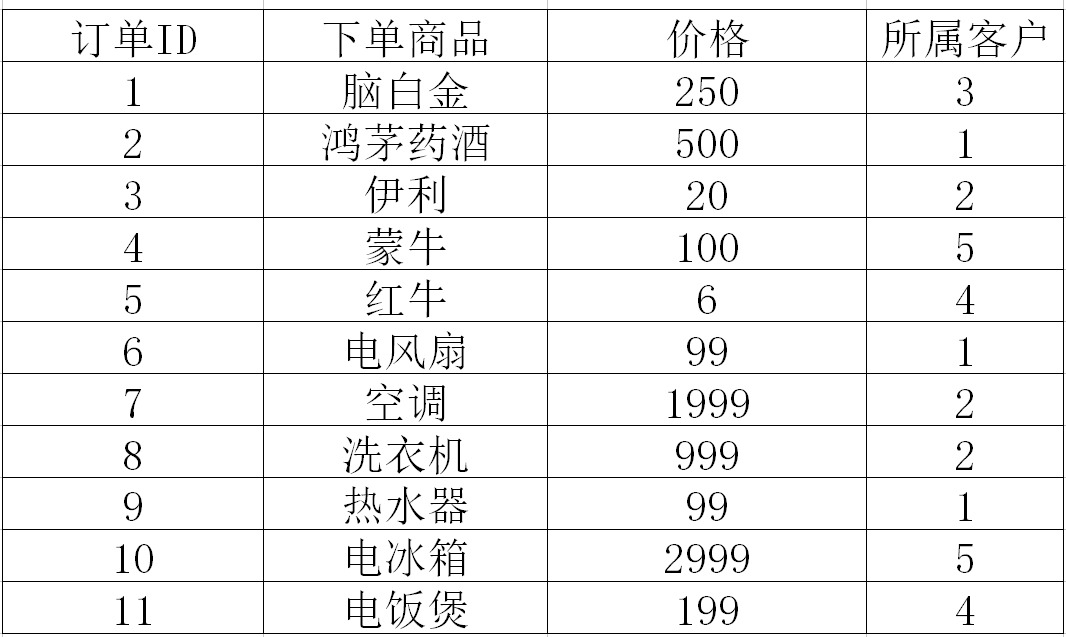 订单ID 下单商品 价格 所属客户
1 脑白金 250 3
2 鸿茅药酒 500 1
3 伊利 20 2
4 蒙牛 100 5
5 红牛 6 4
6 电风扇 99 1
7 空调 1999 2
8 洗衣机 999 2
9 热水器 99 1
10 电冰箱 2999 5
11 电饭煲 199 4